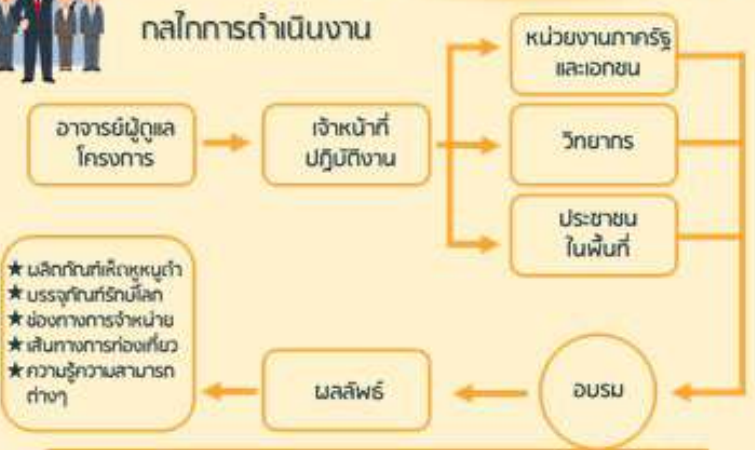 กลไกการดำเนินงาน
อาจารย์ผู้ดูแล
โครงการ
เจ้าหน้าที่
ปฏิบัติงาน
หน่วยงานภาครัฐ
และเอกชน
วิทยากร
ประชาชน
ในพื้นที่
อบรม
ผลลัพธ์
★ ผลิตภัณฑ์เห็ดหูหนูดำ
★ บรรจุภัณฑ์รักษ์โลก
★ ช่องทางการจำหน่าย
★ เส้นทางการท่องเที่ยว
★ ความรู้ความสามารถ
ต่างๆ